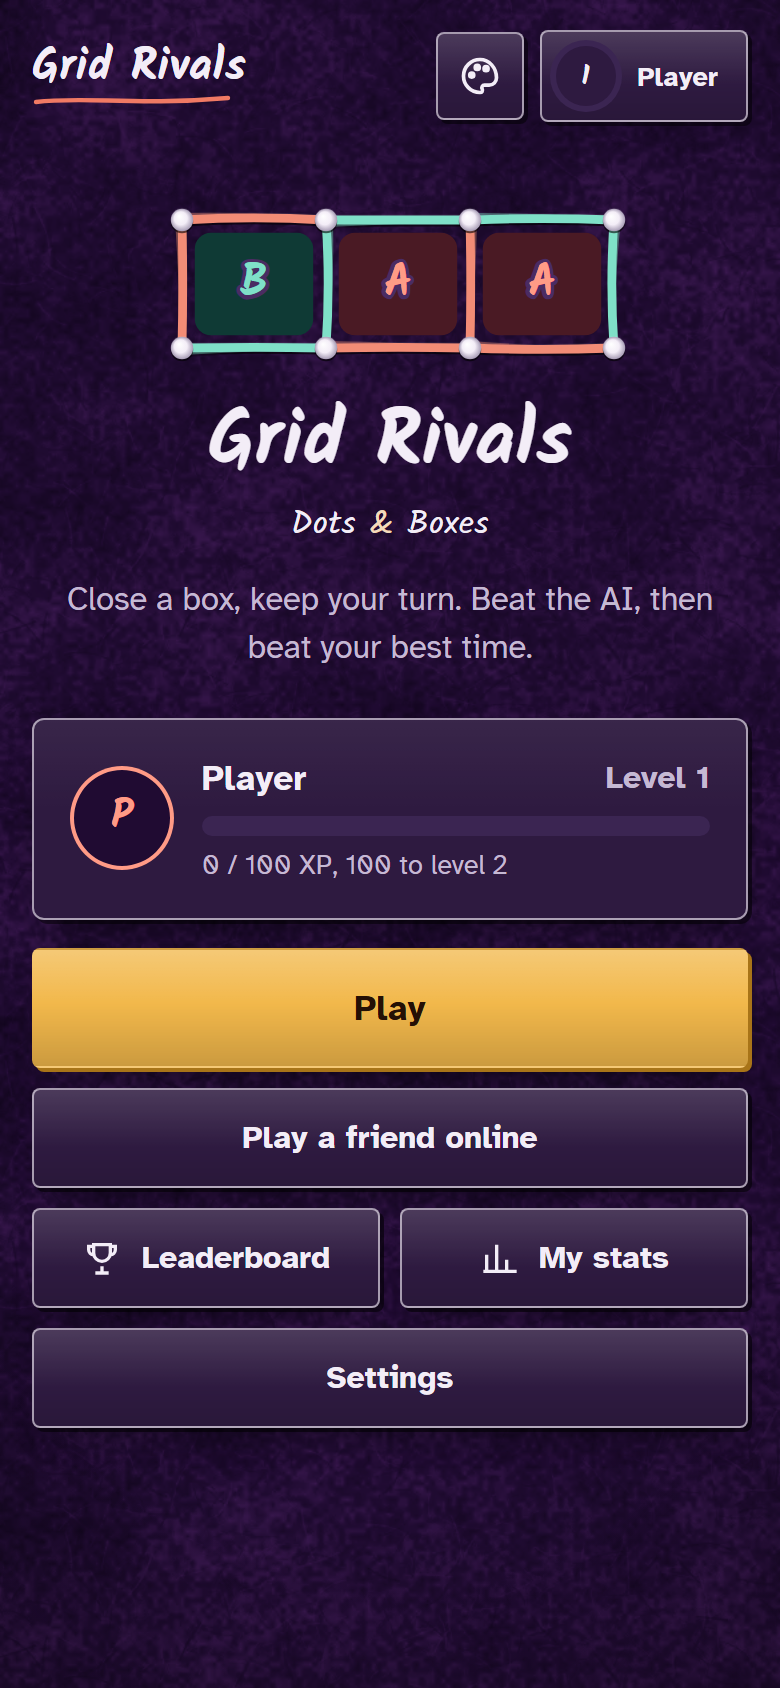 Grid Rivals
1 Player
B A A
Grid Rivals
Dots & Boxes
Close a box, keep your turn. Beat the AI, then
beat your best time.
Player Level 1
P
0 / 100 XP, 100 to level 2
Play
Play a friend online
Leaderboard My stats
Settings